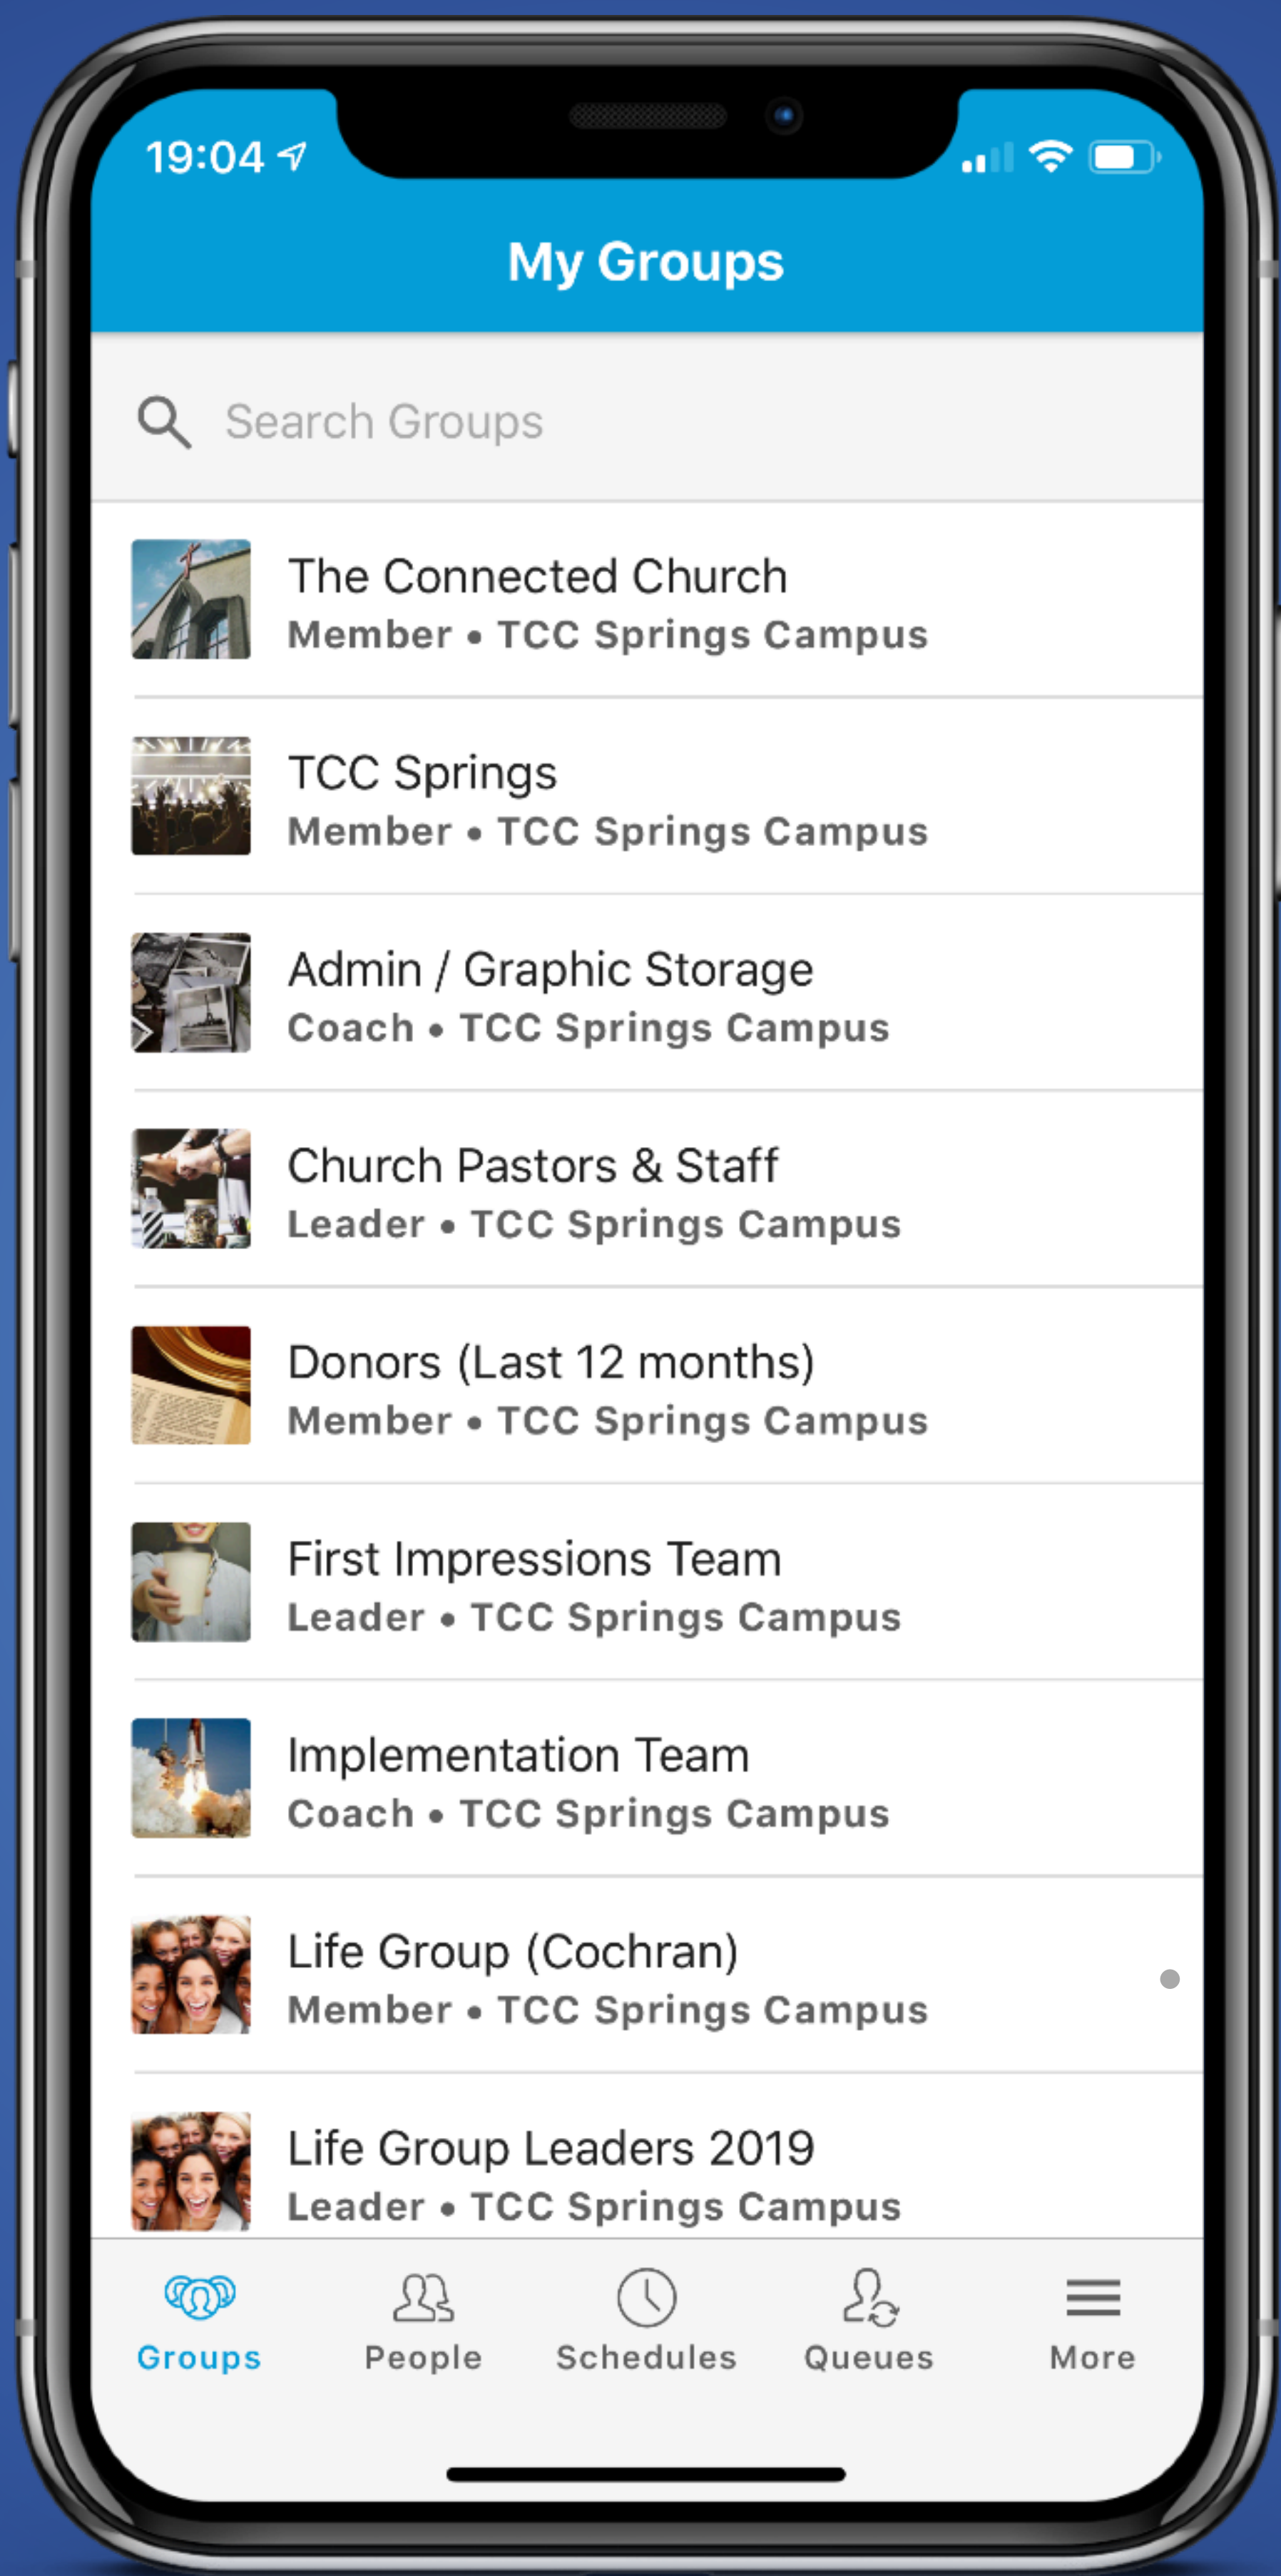 19:04
My Groups
Search Groups
The Connected Church
Member • TCC Springs Campus
TCC Springs
Member • TCC Springs Campus
Admin / Graphic Storage
Coach • TCC Springs Campus
Church Pastors & Staff
Leader • TCC Springs Campus
Donors (Last 12 months)
Member • TCC Springs Campus
First Impressions Team
Leader • TCC Springs Campus
Implementation Team
Coach • TCC Springs Campus
Life Group (Cochran)
Member • TCC Springs Campus
Life Group Leaders 2019
Leader • TCC Springs Campus
Groups People Schedules Queues More